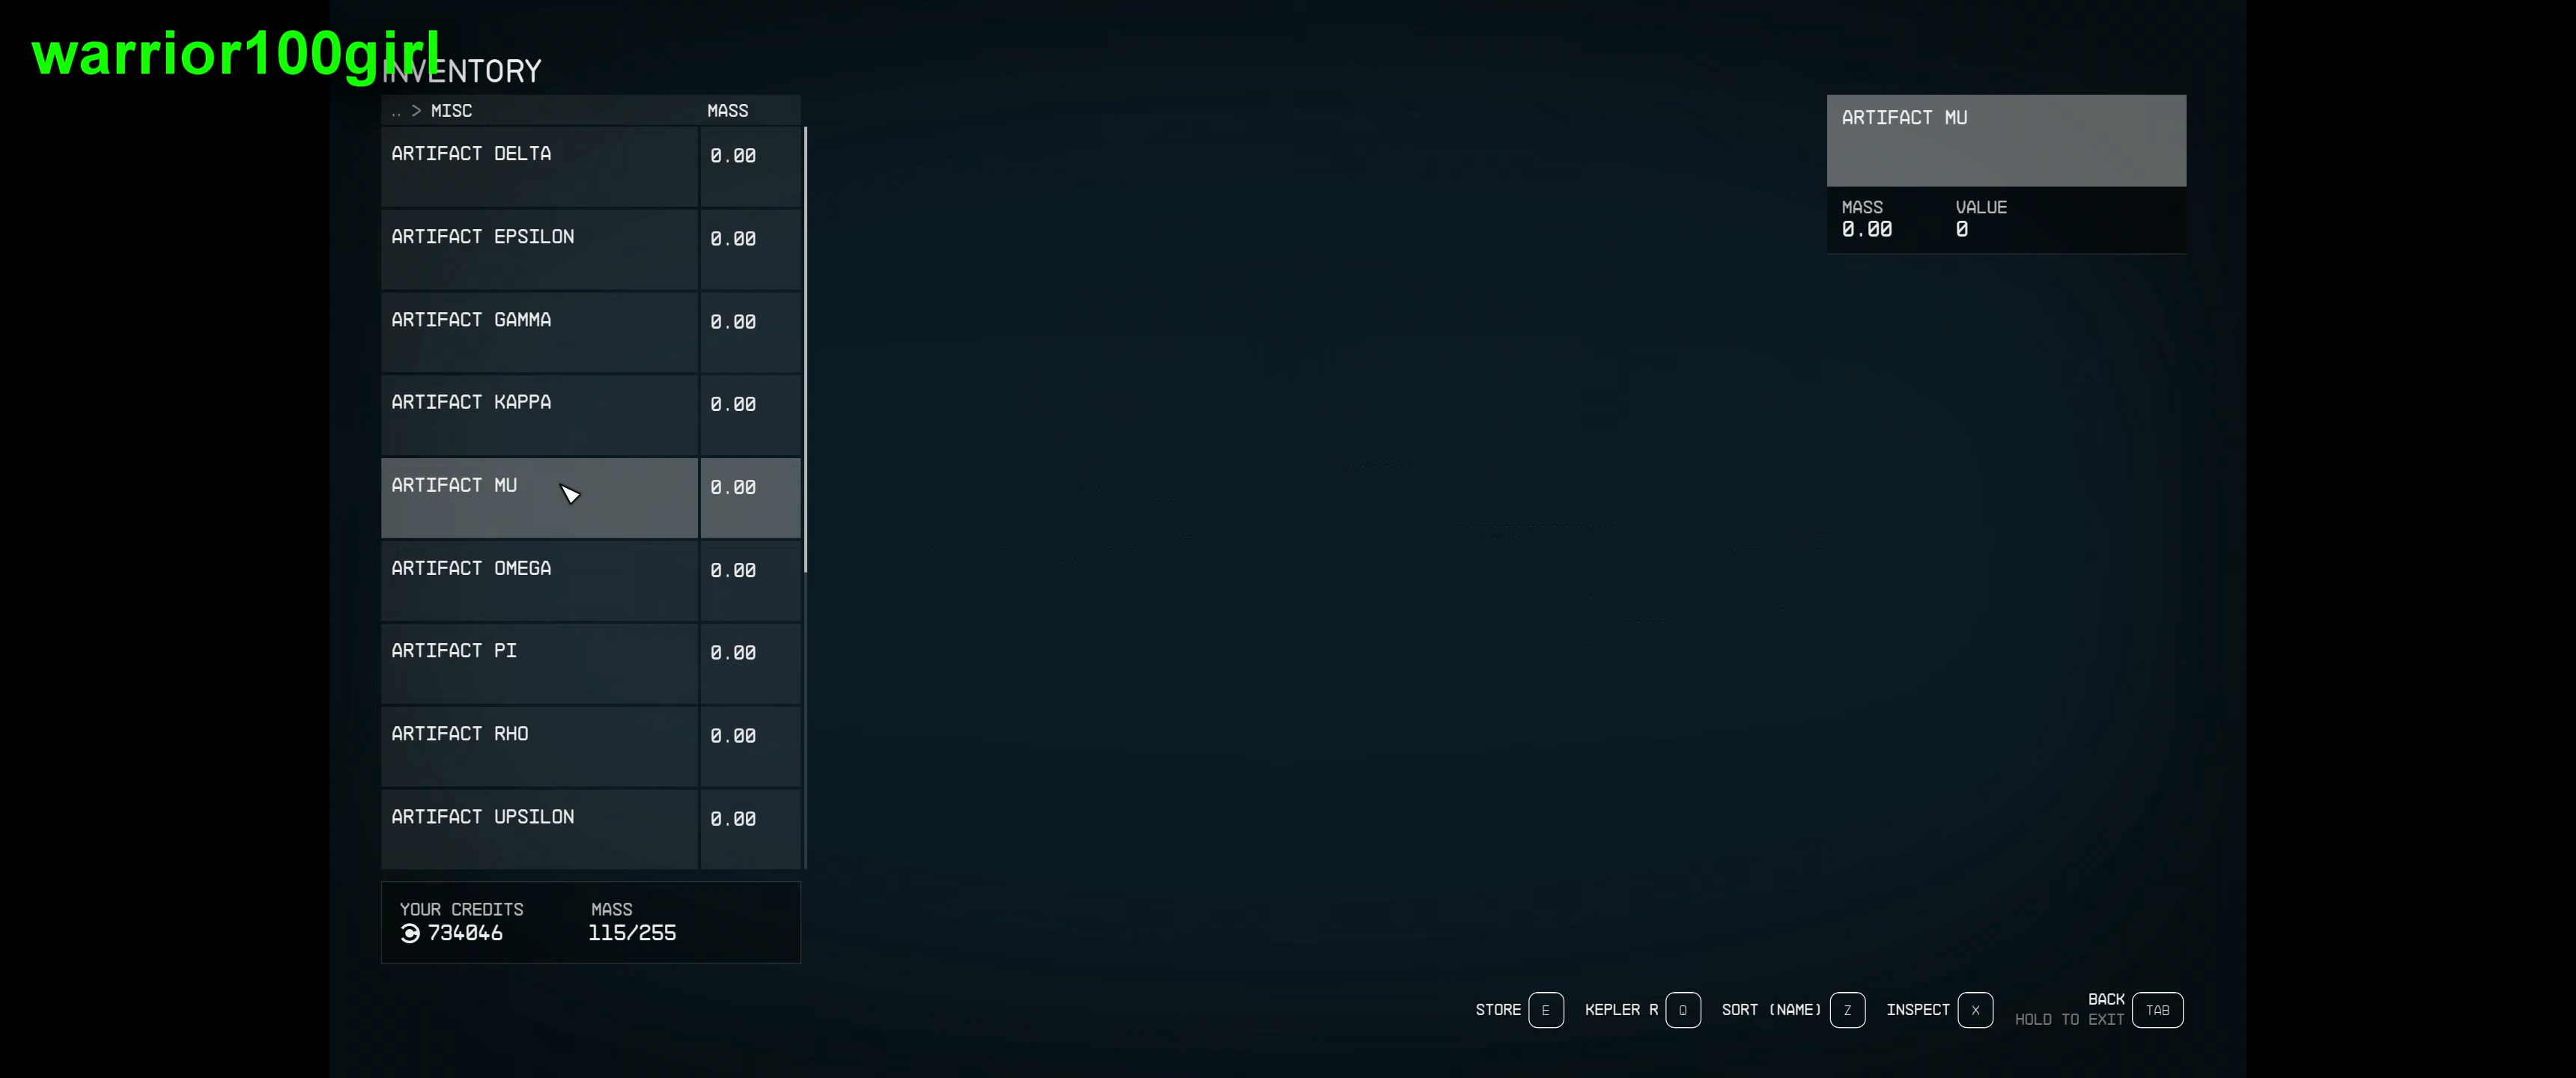 warrior100girl
INVENTORY
.. > MISC MASS
ARTIFACT DELTA 0.00
ARTIFACT EPSILON 0.00
ARTIFACT GAMMA 0.00
ARTIFACT KAPPA 0.00
ARTIFACT MU 0.00
ARTIFACT OMEGA 0.00
ARTIFACT PI 0.00
ARTIFACT RHO 0.00
ARTIFACT UPSILON 0.00
YOUR CREDITS MASS
734046 115/255
ARTIFACT MU
MASS VALUE
0.00 0
STORE E KEPLER R Q SORT (NAME) Z INSPECT X BACK TAB
HOLD TO EXIT